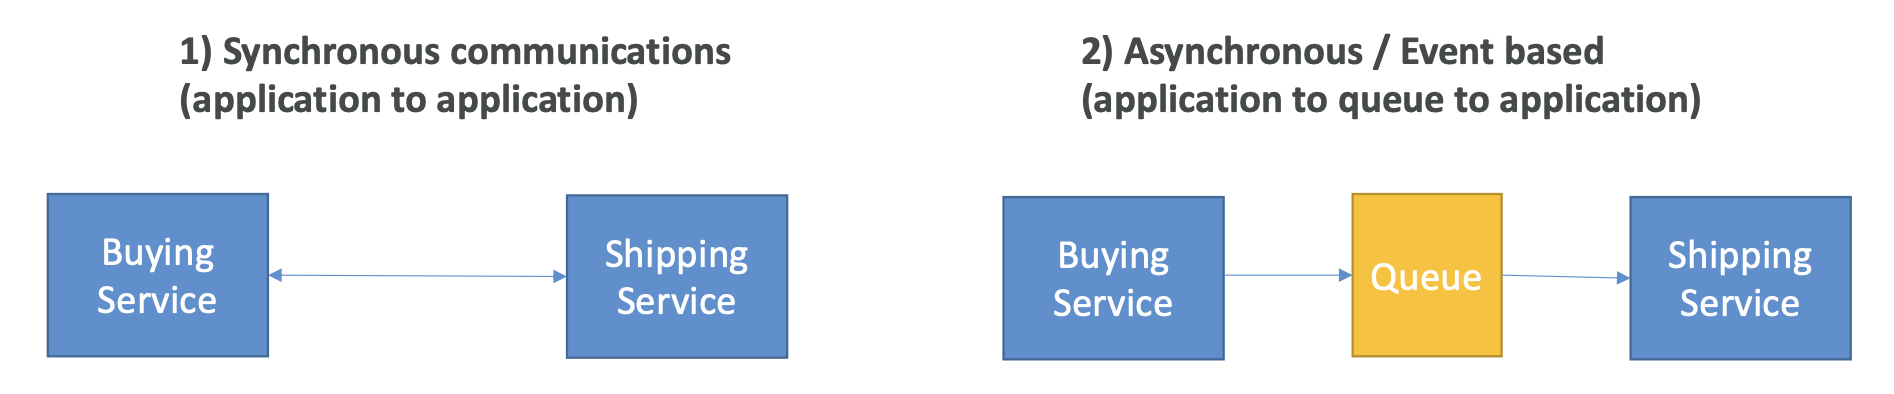 1) Synchronous communications
(application to application)
Buying
Service
Shipping
Service
2) Asynchronous / Event based
(application to queue to application)
Buying
Service
Queue
Shipping
Service